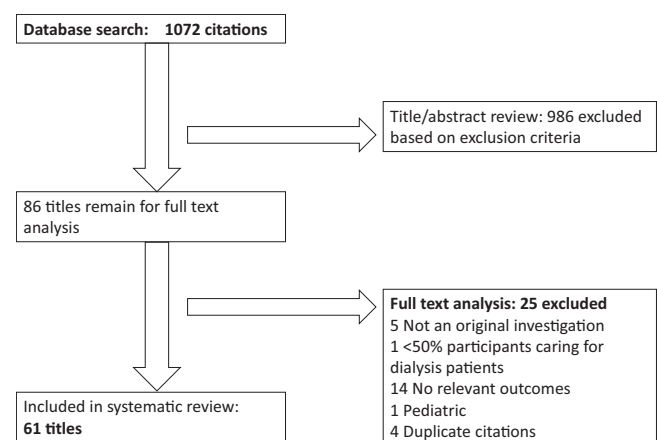 Database search: 1072 citations
Title/abstract review: 986 excluded
based on exclusion criteria
86 titles remain for full text
analysis
Full text analysis: 25 excluded
5 Not an original investigation
1 <50% participants caring for
dialysis patients
14 No relevant outcomes
1 Pediatric
4 Duplicate citations
Included in systematic review:
61 titles